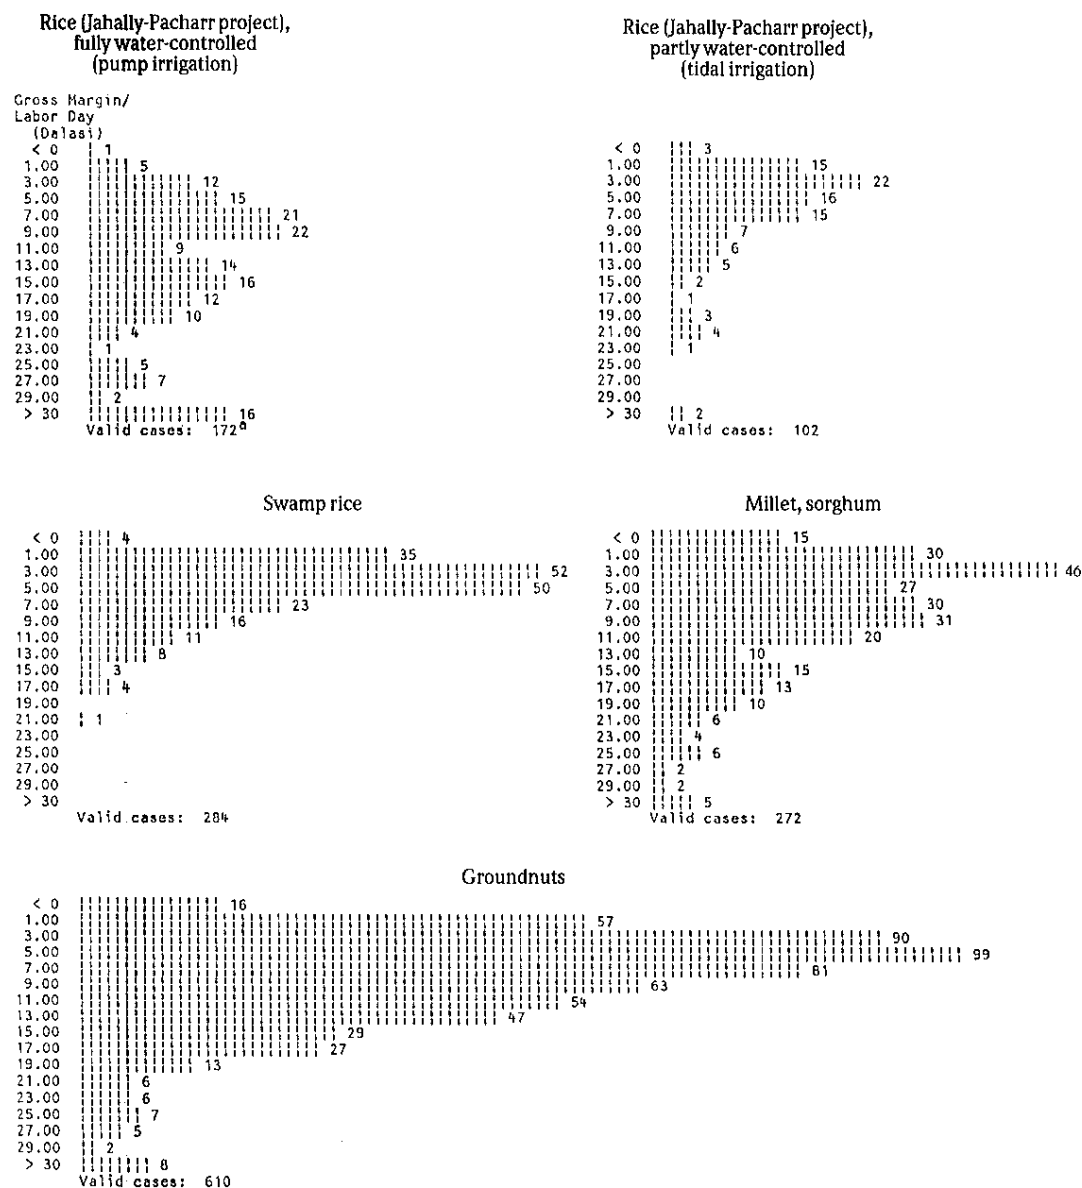 Rice (Jahally-Pacharr project),
fully water-controlled
(pump irrigation)
Gross Margin/
Labor Day
(Dalasi)
< 0 1
1.00 5
3.00 12
5.00 15
7.00 21
9.00 22
11.00 9
13.00 14
15.00 16
17.00 12
19.00 10
21.00 4
23.00 1
25.00 5
27.00 7
29.00 2
> 30 16
Valid cases: 172a
Rice (Jahally-Pacharr project),
partly water-controlled
(tidal irrigation)
< 0 3
1.00 15
3.00 22
5.00 16
7.00 15
9.00 7
11.00 6
13.00 5
15.00 2
17.00 1
19.00 3
21.00 4
23.00 1
25.00
27.00
29.00
> 30 2
Valid cases: 102
Swamp rice
< 0 4
1.00 35
3.00 52
5.00 50
7.00 23
9.00 16
11.00 11
13.00 8
15.00 3
17.00 4
19.00
21.00 1
23.00
25.00
27.00
29.00
> 30
Valid cases: 284
Millet, sorghum
< 0 15
1.00 30
3.00 46
5.00 27
7.00 30
9.00 31
11.00 20
13.00 10
15.00 15
17.00 13
19.00 10
21.00 6
23.00 4
25.00 6
27.00 2
29.00 2
> 30 5
Valid cases: 272
Groundnuts
< 0 16
1.00 57
3.00 90
5.00 99
7.00 81
9.00 63
11.00 54
13.00 47
15.00 29
17.00 27
19.00 13
21.00 6
23.00 6
25.00 7
27.00 5
29.00 2
> 30 8
Valid cases: 610